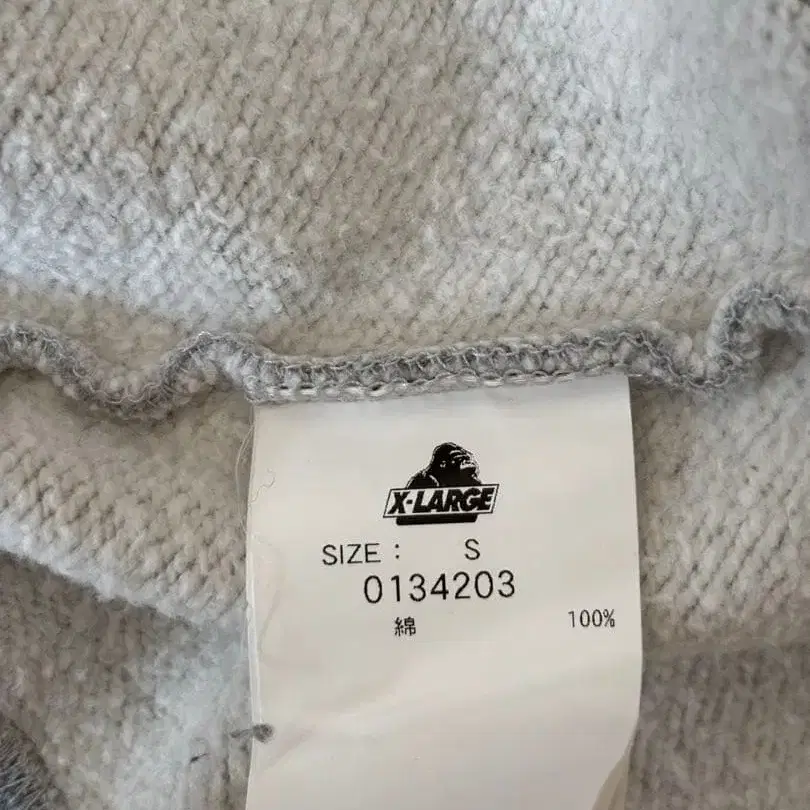 X-LARGE
SIZE : S
0134203
綿 100%